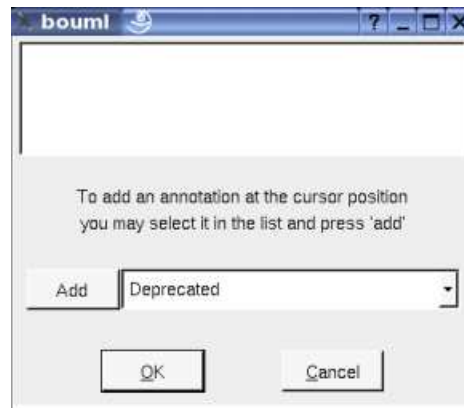 bouml
To add an annotation at the cursor position
you may select it in the list and press 'add'
Add Deprecated
OK Cancel